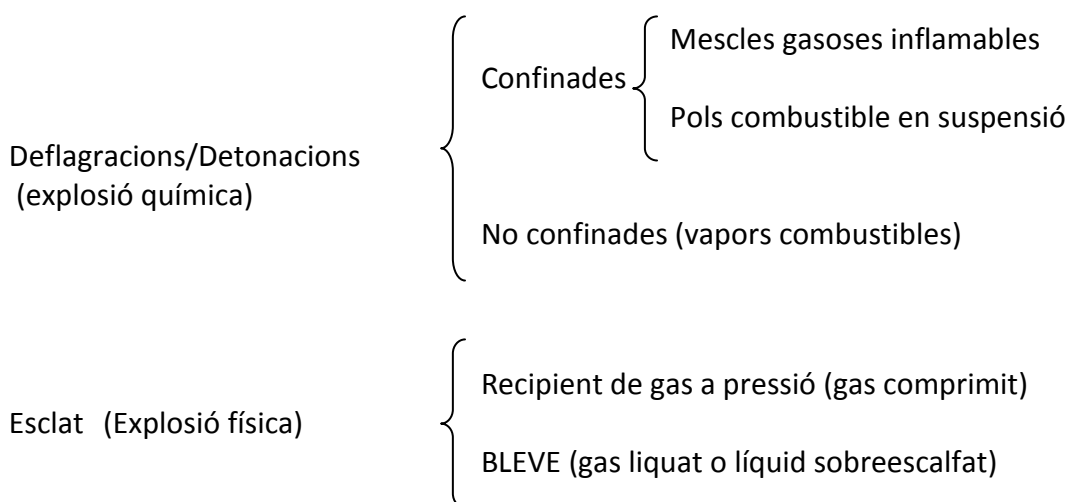 Deflagracions/Detonacions
(explosió química)
Confinades
Mescles gasoses inflamables
Pols combustible en suspensió
No confinades (vapors combustibles)
Esclat (Explosió física)
Recipient de gas a pressió (gas comprimit)
BLEVE (gas liquat o líquid sobreescalfat)